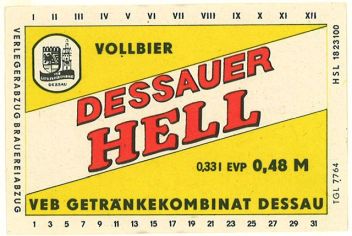 I II III IV V VI VII VIII IX X XI XII
VERLEGERABZUG BRAUEREIABZUG
DESSAU
VOLLBIER
DESSAUER
HELL
0,33 l EVP 0,48 M
VEB GETRÄNKEKOMBINAT DESSAU
HSL 1823100
TGL 7764
1 3 5 7 9 11 13 15 17 19 21 23 25 27 29 31